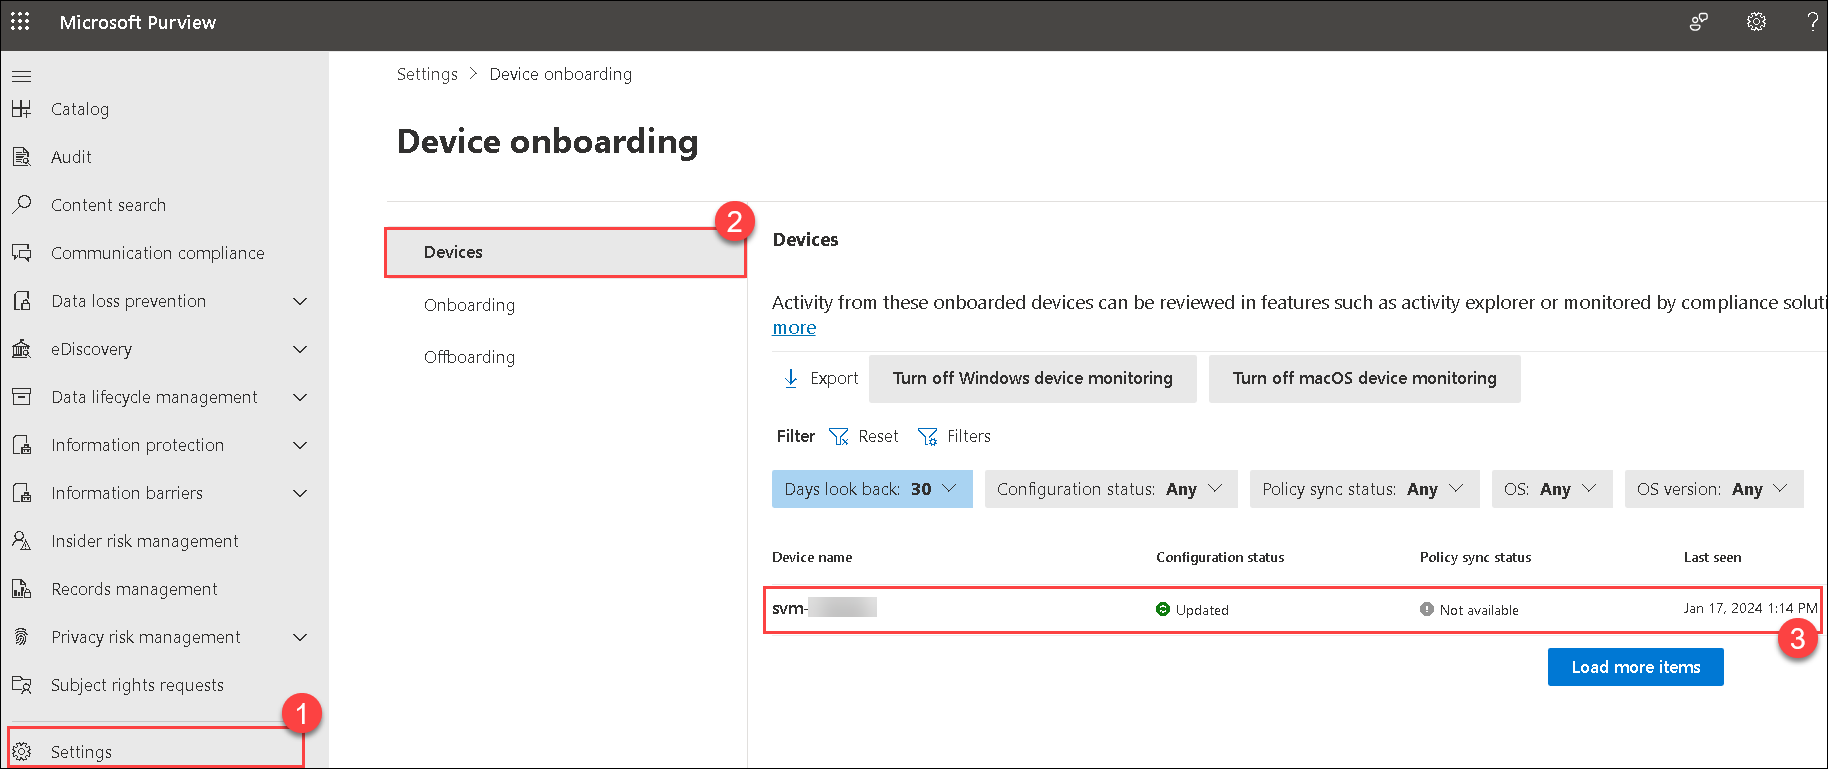 Microsoft Purview
?
Catalog
Audit
Content search
Communication compliance
Data loss prevention
eDiscovery
Data lifecycle management
Information protection
Information barriers
Insider risk management
Records management
Privacy risk management
Subject rights requests
1
Settings
Settings > Device onboarding
Device onboarding
2
Devices
Onboarding
Offboarding
Devices
Activity from these onboarded devices can be reviewed in features such as activity explorer or monitored by compliance soluti
more
Export Turn off Windows device monitoring Turn off macOS device monitoring
Filter Reset Filters
Days look back: 30 Configuration status: Any Policy sync status: Any OS: Any OS version: Any
Device name Configuration status Policy sync status Last seen
svm- Updated Not available Jan 17, 2024 1:14 PM
3
Load more items